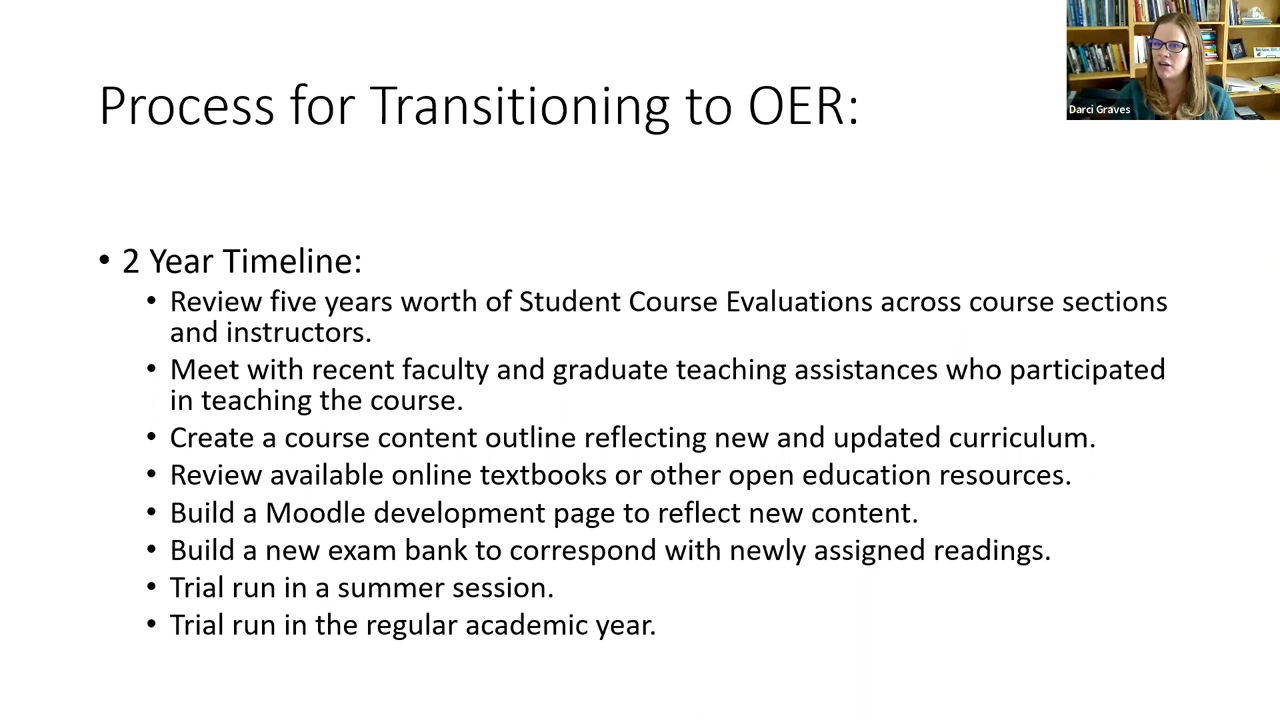 Process for Transitioning to OER:
Darci Graves
• 2 Year Timeline:
• Review five years worth of Student Course Evaluations across course sections
and instructors.
• Meet with recent faculty and graduate teaching assistances who participated
in teaching the course.
• Create a course content outline reflecting new and updated curriculum.
• Review available online textbooks or other open education resources.
• Build a Moodle development page to reflect new content.
• Build a new exam bank to correspond with newly assigned readings.
• Trial run in a summer session.
• Trial run in the regular academic year.